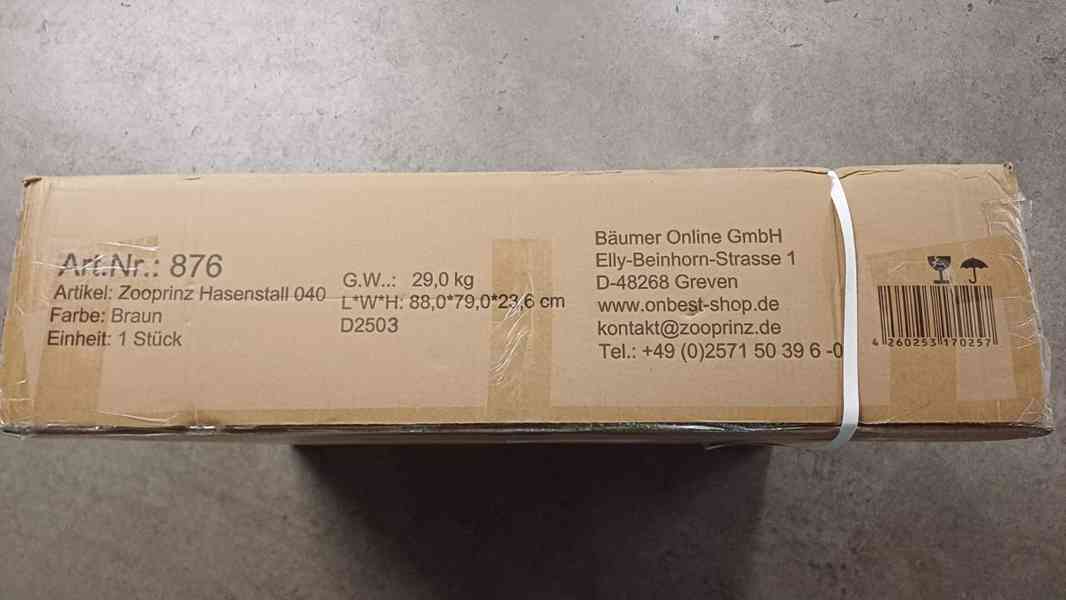 Art.Nr.: 876
Artikel: Zooprinz Hasenstall 040
Farbe: Braun
Einheit: 1 Stück
G.W..: 29,0 kg
L*W*H: 88,0*79,0*23,6 cm
D2503
Bäumer Online GmbH
Elly-Beinhorn-Strasse 1
D-48268 Greven
www.onbest-shop.de
kontakt@zooprinz.de
Tel.: +49 (0)2571 50 39 6 -0
4 260253 170257